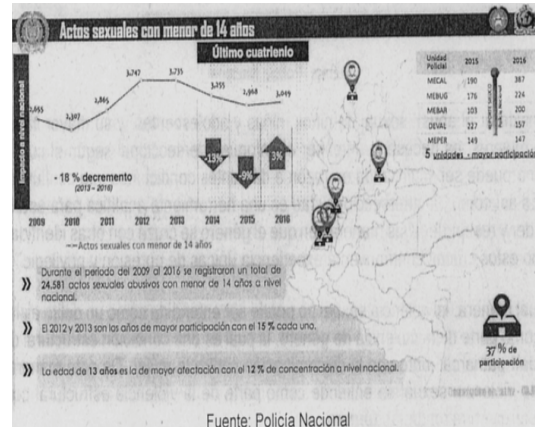 Actos sexuales con menor de 14 años
Último cuatrienio
Impacto a nivel nacional
2,655
2,307
2,865
3,747
3,735
3,255
2,968
3,049
-13%
-9%
3%
- 18 % decremento
(2013 – 2016)
2009 2010 2011 2012 2013 2014 2015 2016
Actos sexuales con menor de 14 años
Unidad Policial 2015 2016
MECAL 190 387
MEBUG 176 224
MEBAR 103 200
DEVAL 227 157
MEPER 149 147
5 unidades - mayor participación
37 % de
participación
» Durante el periodo del 2009 al 2016 se registraron un total de
24,581 actos sexuales abusivos con menor de 14 años a nivel
nacional.
» El 2012 y 2013 son los años de mayor participación con el 15 % cada uno.
» La edad de 13 años es la de mayor afectación con el 12 % de concentración a nivel nacional.
Fuente: Policía Nacional